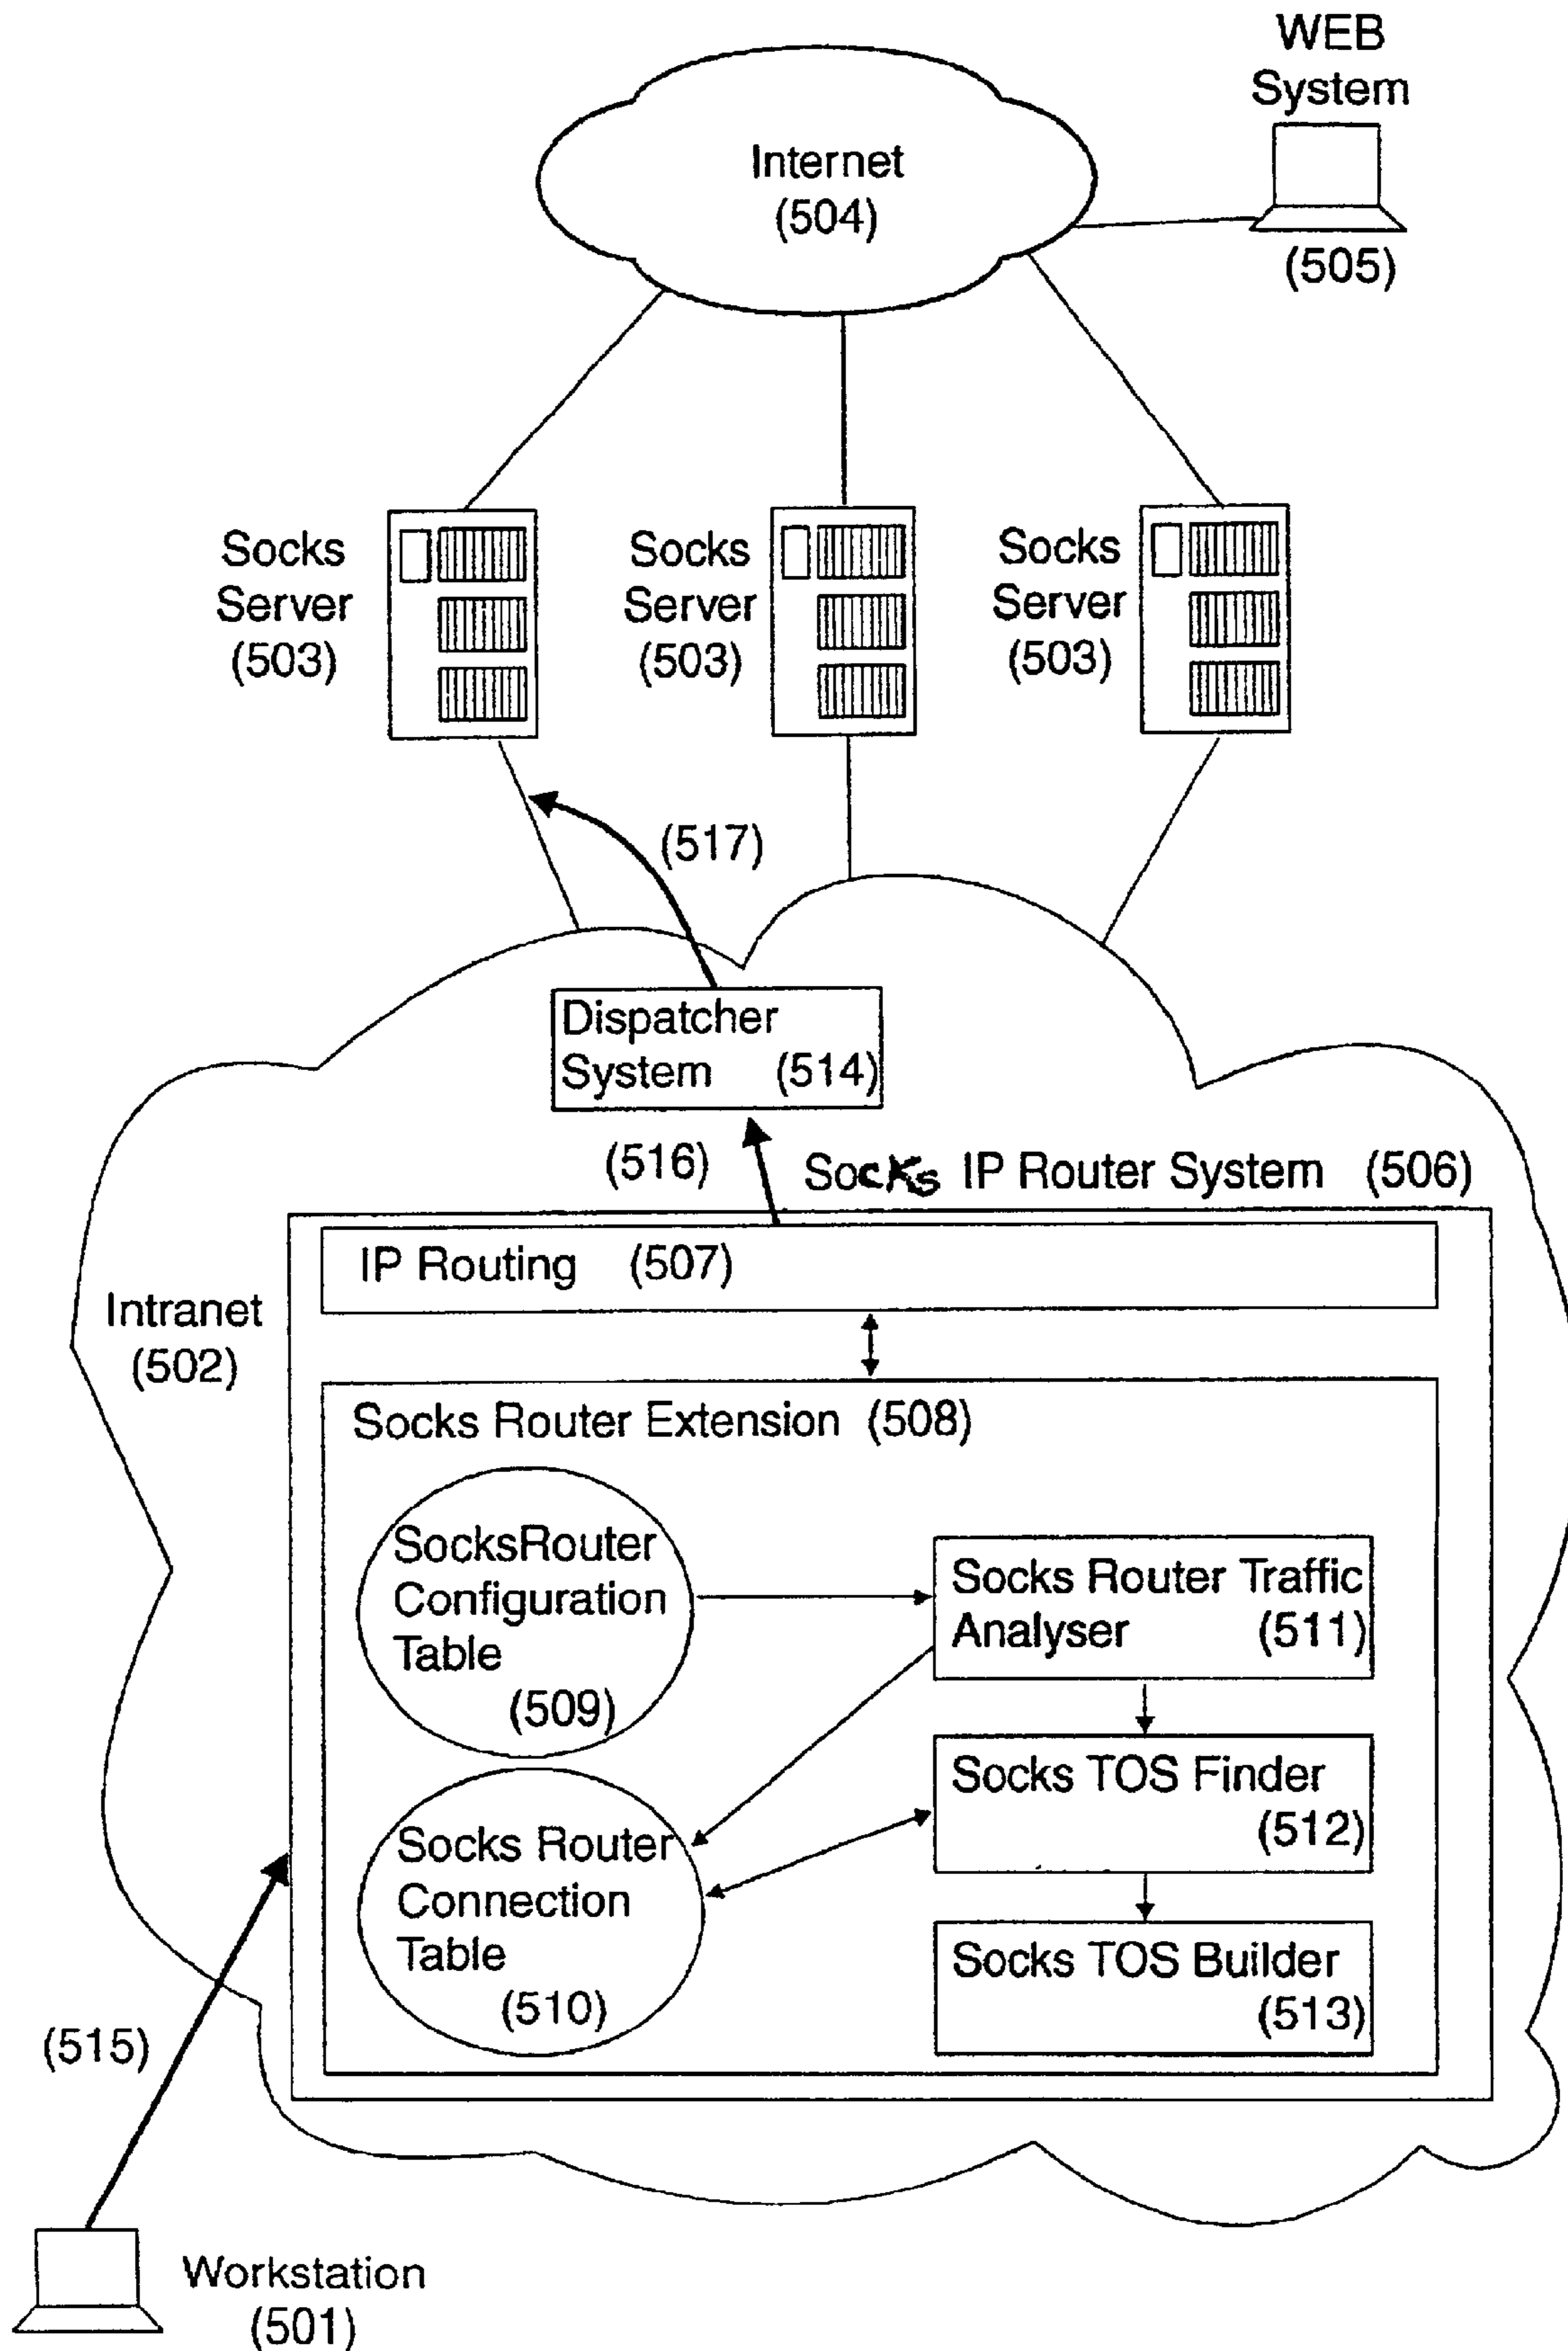 WEB
System
(505)
Internet
(504)
Socks
Server
(503)
Socks
Server
(503)
Socks
Server
(503)
(517)
Dispatcher
System (514)
(516)
Socks IP Router System (506)
IP Routing (507)
Intranet
(502)
Socks Router Extension (508)
SocksRouter
Configuration
Table
(509)
Socks Router Traffic
Analyser (511)
Socks TOS Finder
(512)
Socks Router
Connection
Table
(510)
Socks TOS Builder
(513)
(515)
Workstation
(501)